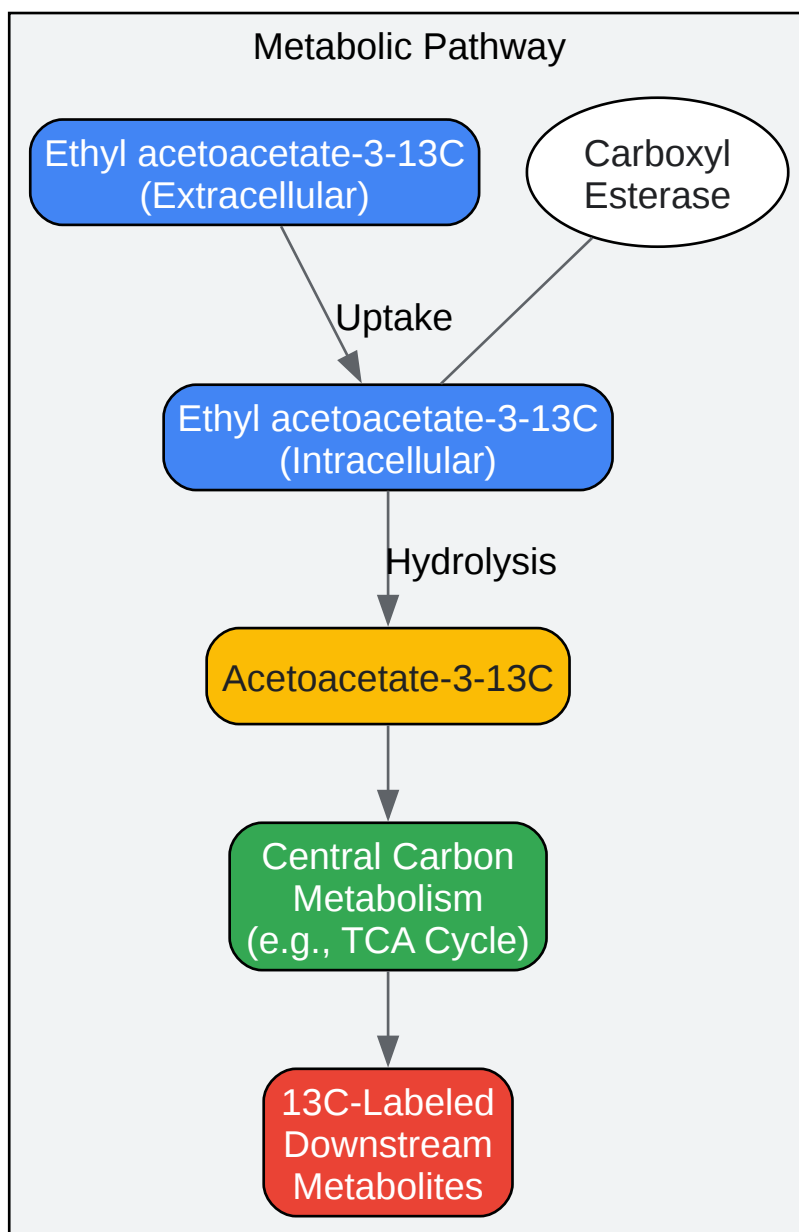 Metabolic Pathway
Ethyl acetoacetate-3-13C
(Extracellular)
Carboxyl
Esterase
Uptake
Ethyl acetoacetate-3-13C
(Intracellular)
Hydrolysis
Acetoacetate-3-13C
Central Carbon
Metabolism
(e.g., TCA Cycle)
13C-Labeled
Downstream
Metabolites